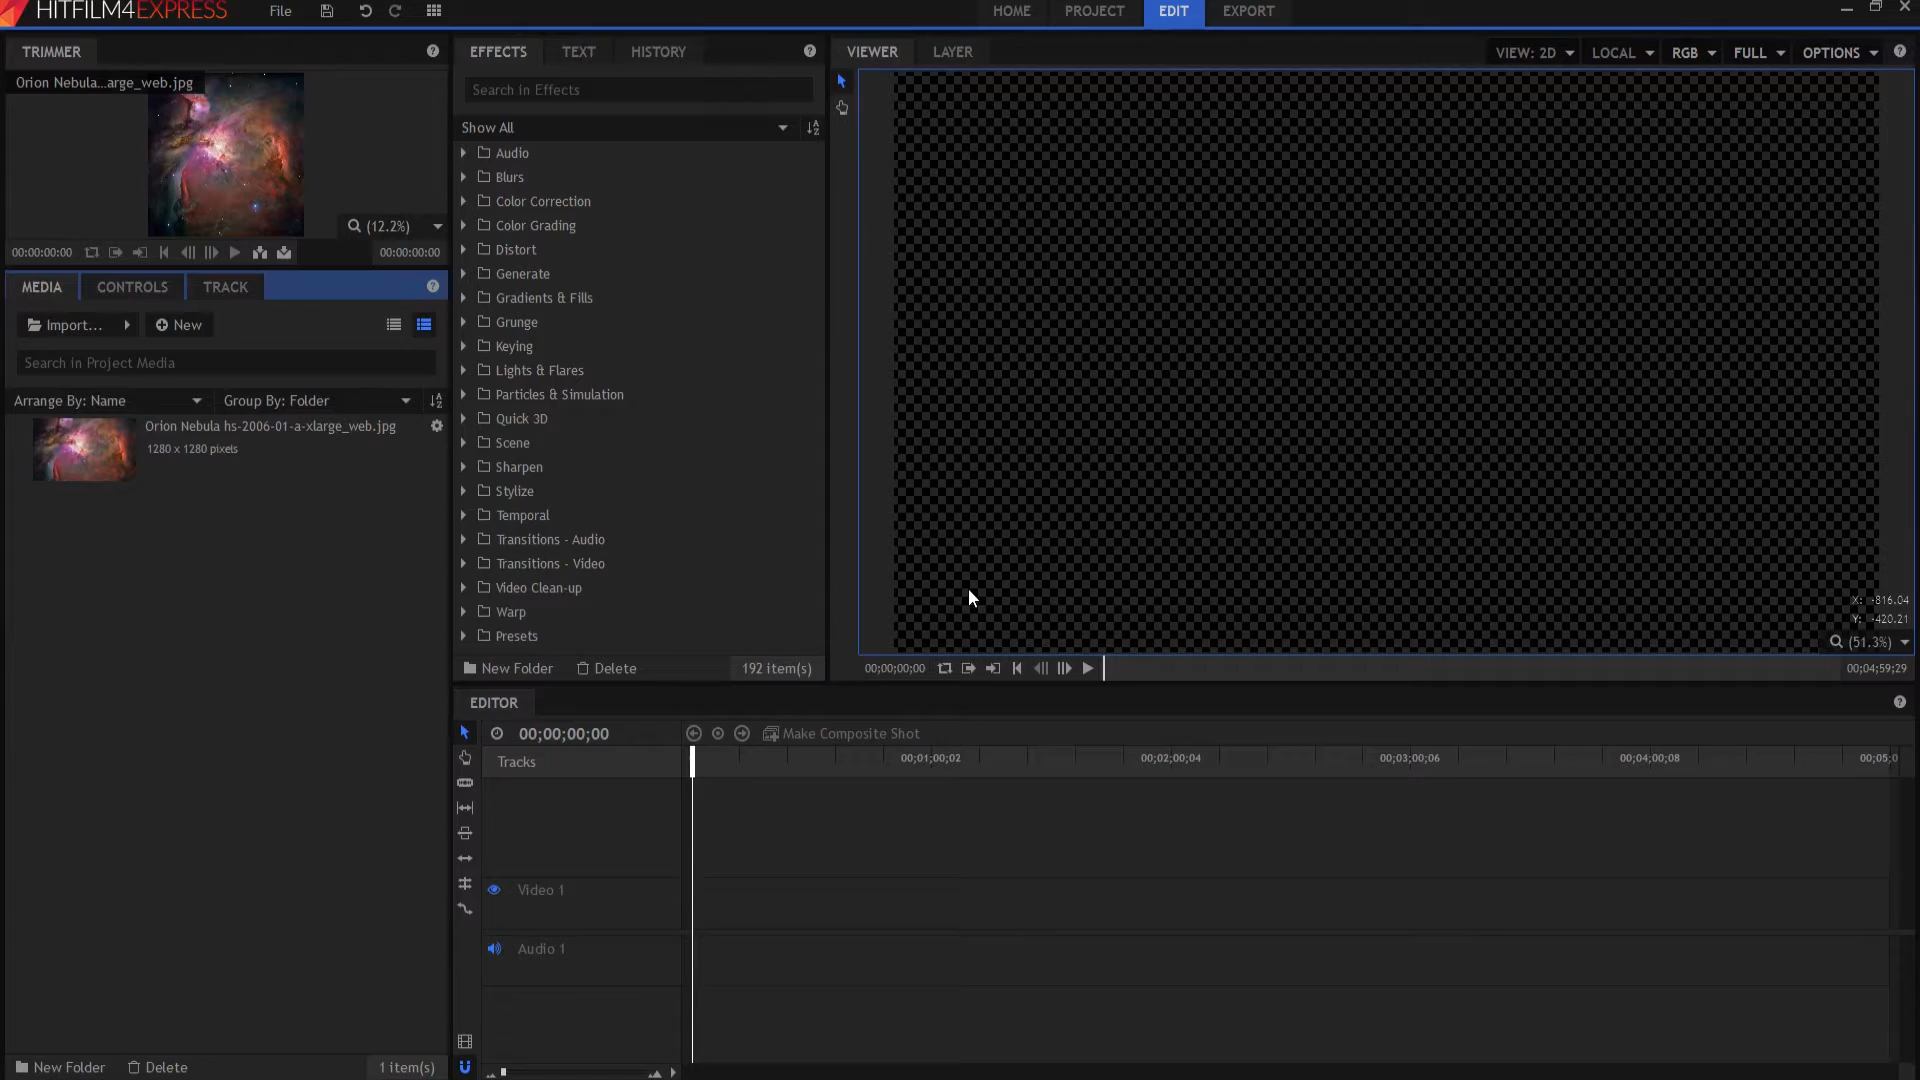 HITFILM4EXPRESS
File
HOME
PROJECT
EDIT
EXPORT
TRIMMER
Orion Nebula...arge_web.jpg
(12.2%)
00:00:00:00
00:00:00:00
MEDIA
CONTROLS
TRACK
Import...
New
Search in Project Media
Arrange By: Name
Group By: Folder
Orion Nebula hs-2006-01-a-xlarge_web.jpg
1280 x 1280 pixels
New Folder
Delete
1 item(s)
EFFECTS
TEXT
HISTORY
Search in Effects
Show All
Audio
Blurs
Color Correction
Color Grading
Distort
Generate
Gradients & Fills
Grunge
Keying
Lights & Flares
Particles & Simulation
Quick 3D
Scene
Sharpen
Stylize
Temporal
Transitions - Audio
Transitions - Video
Video Clean-up
Warp
Presets
New Folder
Delete
192 item(s)
VIEWER
LAYER
VIEW: 2D
LOCAL
RGB
FULL
OPTIONS
X: -816.04
Y: -420.21
(51.3%)
00;00;00;00
00;04;59;29
EDITOR
00;00;00;00
Make Composite Shot
Tracks
00;01;00;02
00;02;00;04
00;03;00;06
00;04;00;08
00;05;0
Video 1
Audio 1